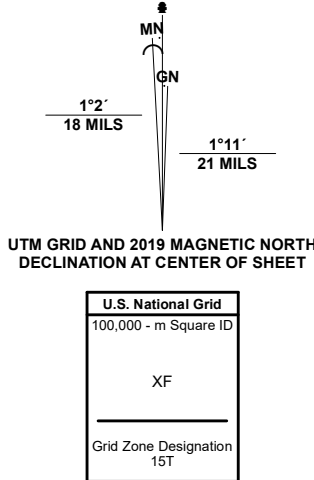 MN
GN
1°2´
18 MILS
1°11´
21 MILS
UTM GRID AND 2019 MAGNETIC NORTH
DECLINATION AT CENTER OF SHEET
U.S. National Grid
100,000 - m Square ID
XF
Grid Zone Designation
15T